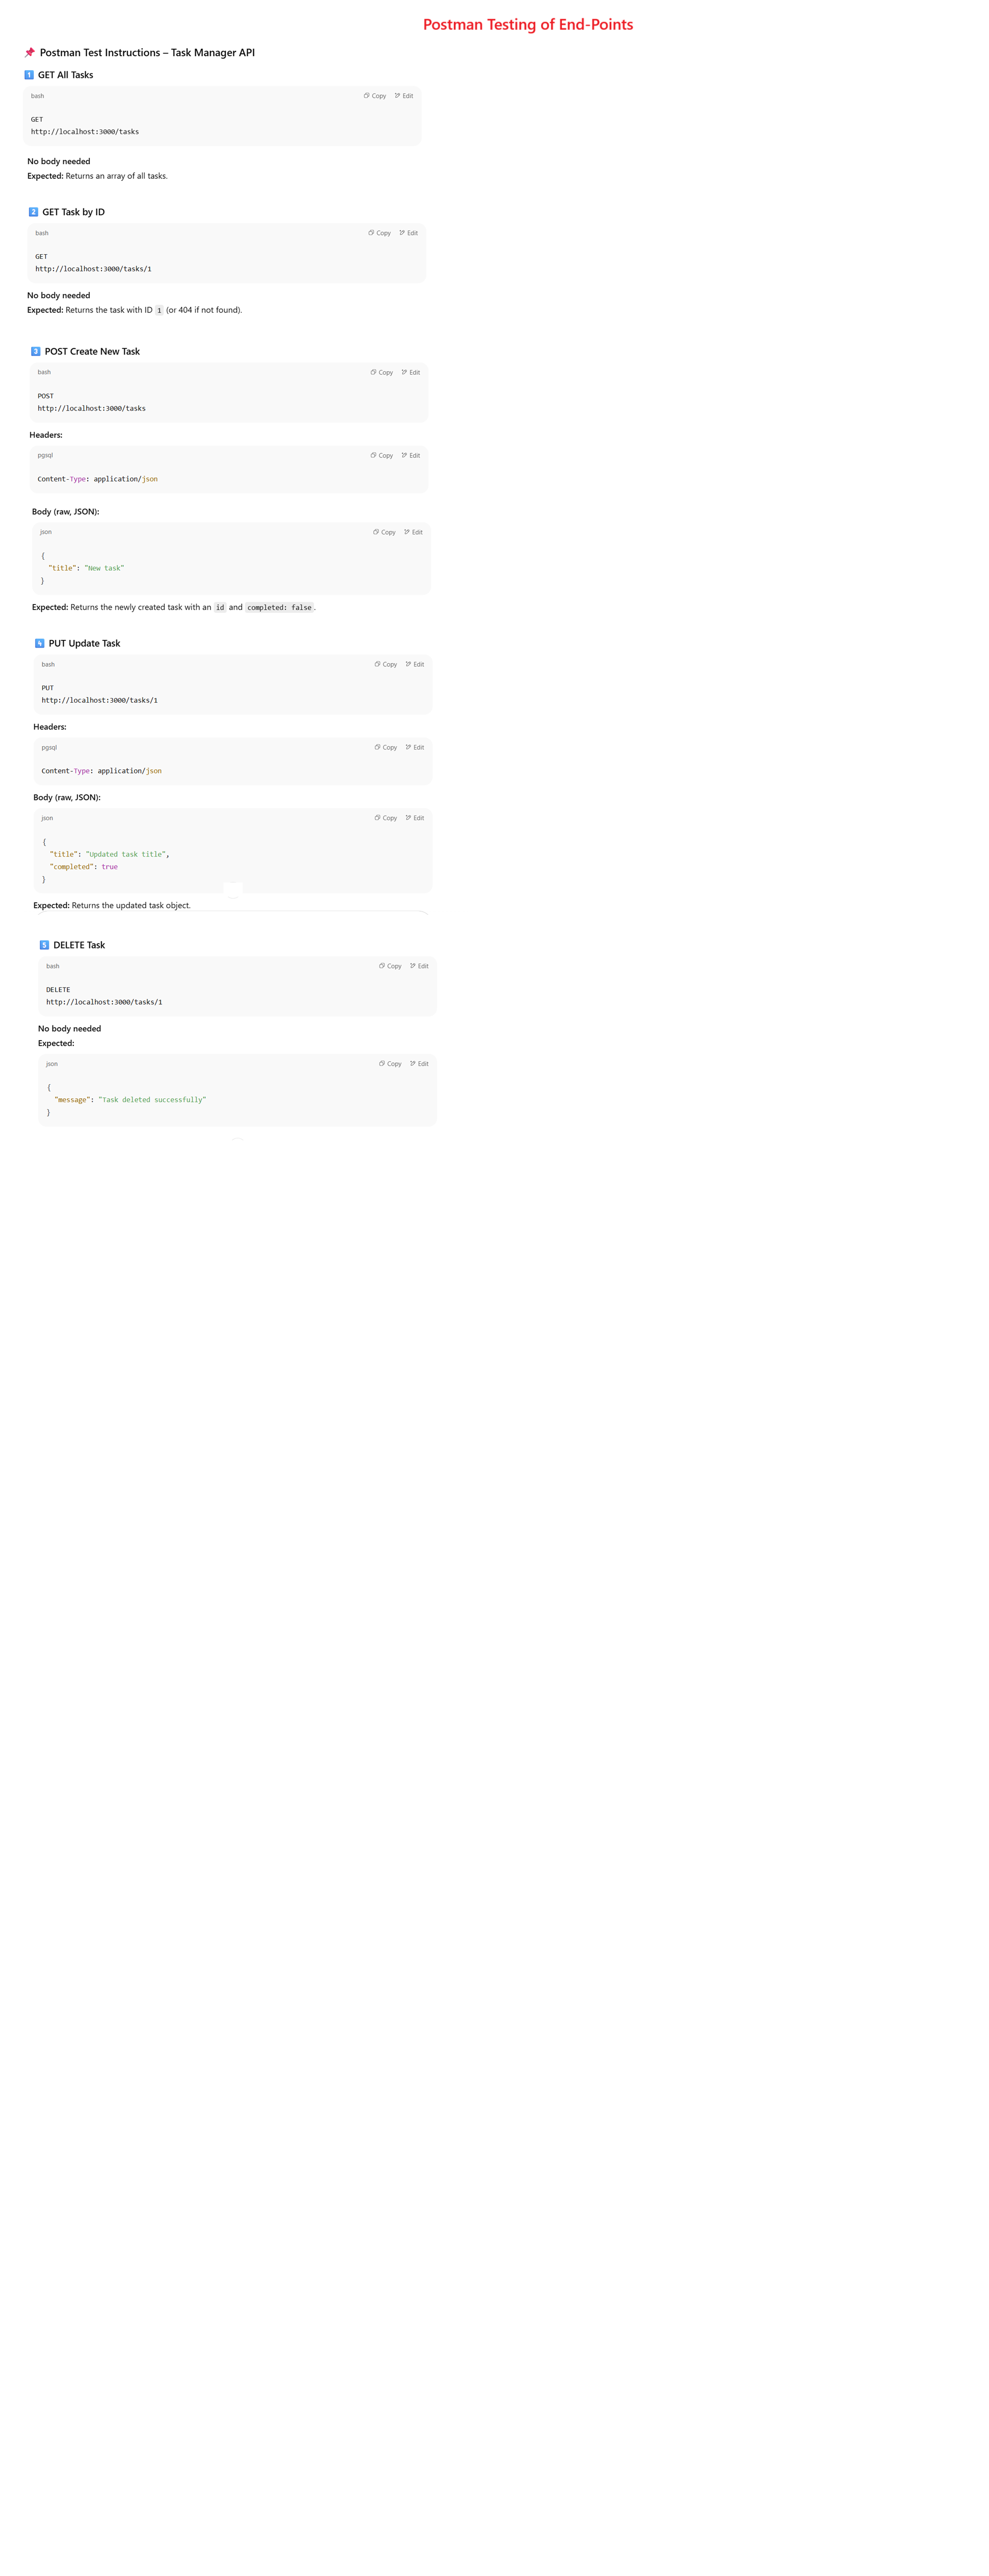 Postman Testing of End-Points
📌 Postman Test Instructions – Task Manager API
1️⃣ GET All Tasks
bash Copy Edit
GET
http://localhost:3000/tasks
No body needed
Expected: Returns an array of all tasks.
2️⃣ GET Task by ID
bash Copy Edit
GET
http://localhost:3000/tasks/1
No body needed
Expected: Returns the task with ID 1 (or 404 if not found).
3️⃣ POST Create New Task
bash Copy Edit
POST
http://localhost:3000/tasks
Headers:
pgsql Copy Edit
Content-Type: application/json
Body (raw, JSON):
json Copy Edit
{
"title": "New task"
}
Expected: Returns the newly created task with an id and completed: false.
4️⃣ PUT Update Task
bash Copy Edit
PUT
http://localhost:3000/tasks/1
Headers:
pgsql Copy Edit
Content-Type: application/json
Body (raw, JSON):
json Copy Edit
{
"title": "Updated task title",
"completed": true
}
Expected: Returns the updated task object.
5️⃣ DELETE Task
bash Copy Edit
DELETE
http://localhost:3000/tasks/1
No body needed
Expected:
json Copy Edit
{
"message": "Task deleted successfully"
}